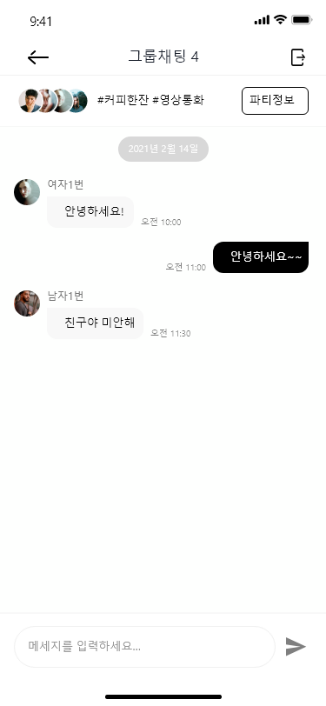 9:41
그룹채팅 4
#커피한잔 #영상통화
파티정보
2021년 2월 14일
여자1번
안녕하세요!
오전 10:00
안녕하세요~~
오전 11:00
남자1번
친구야 미안해
오전 11:30
메세지를 입력하세요...